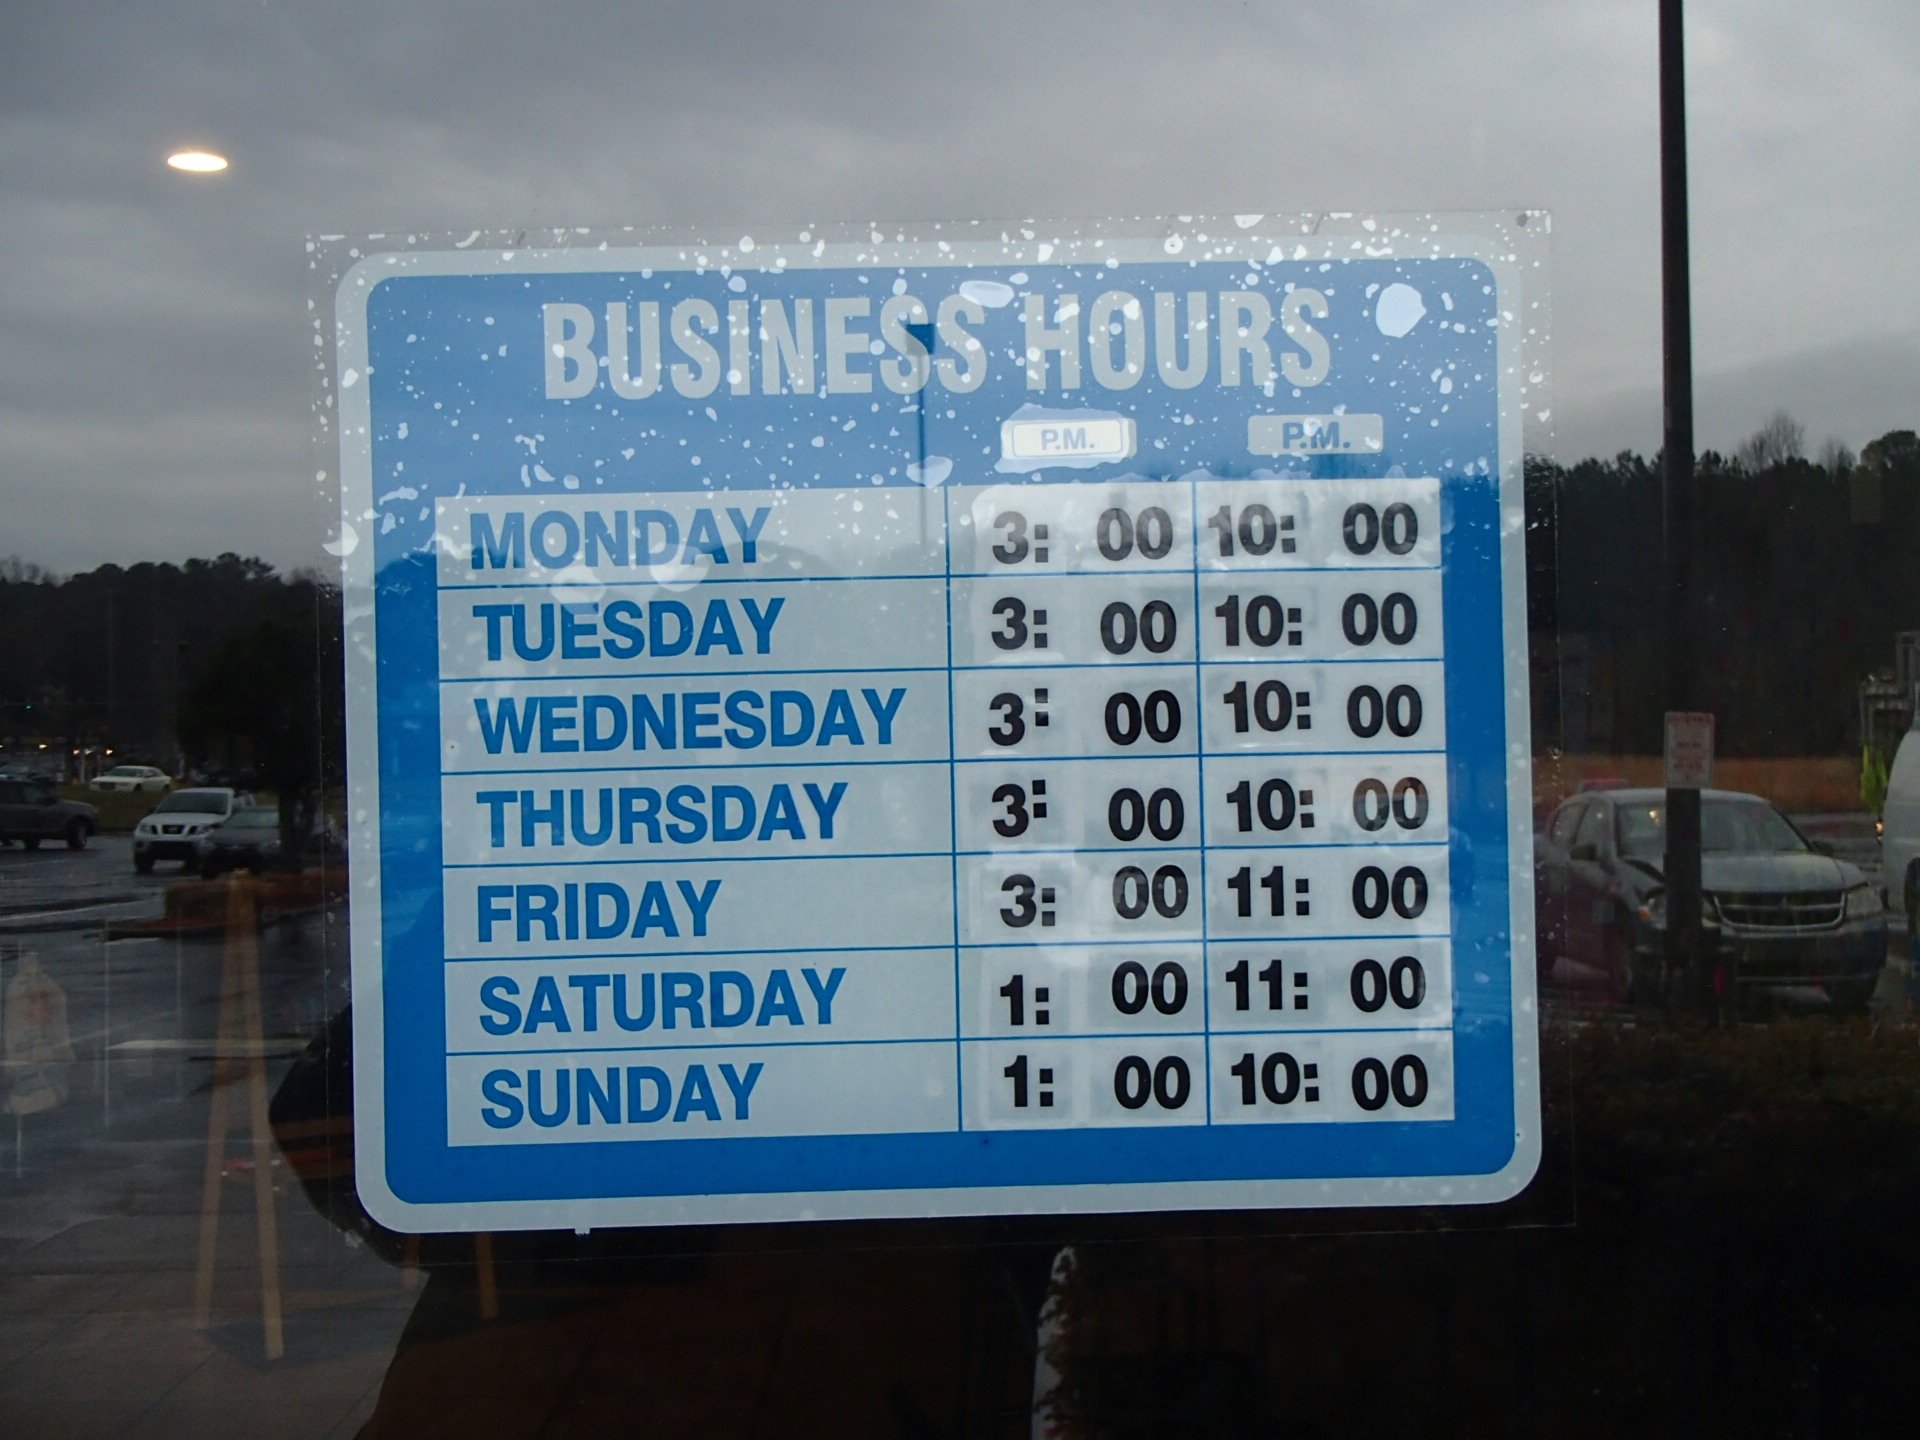 BUSINESS HOURS
P.M. P.M.
MONDAY 3: 00 10: 00
TUESDAY 3: 00 10: 00
WEDNESDAY 3: 00 10: 00
THURSDAY 3: 00 10: 00
FRIDAY 3: 00 11: 00
SATURDAY 1: 00 11: 00
SUNDAY 1: 00 10: 00